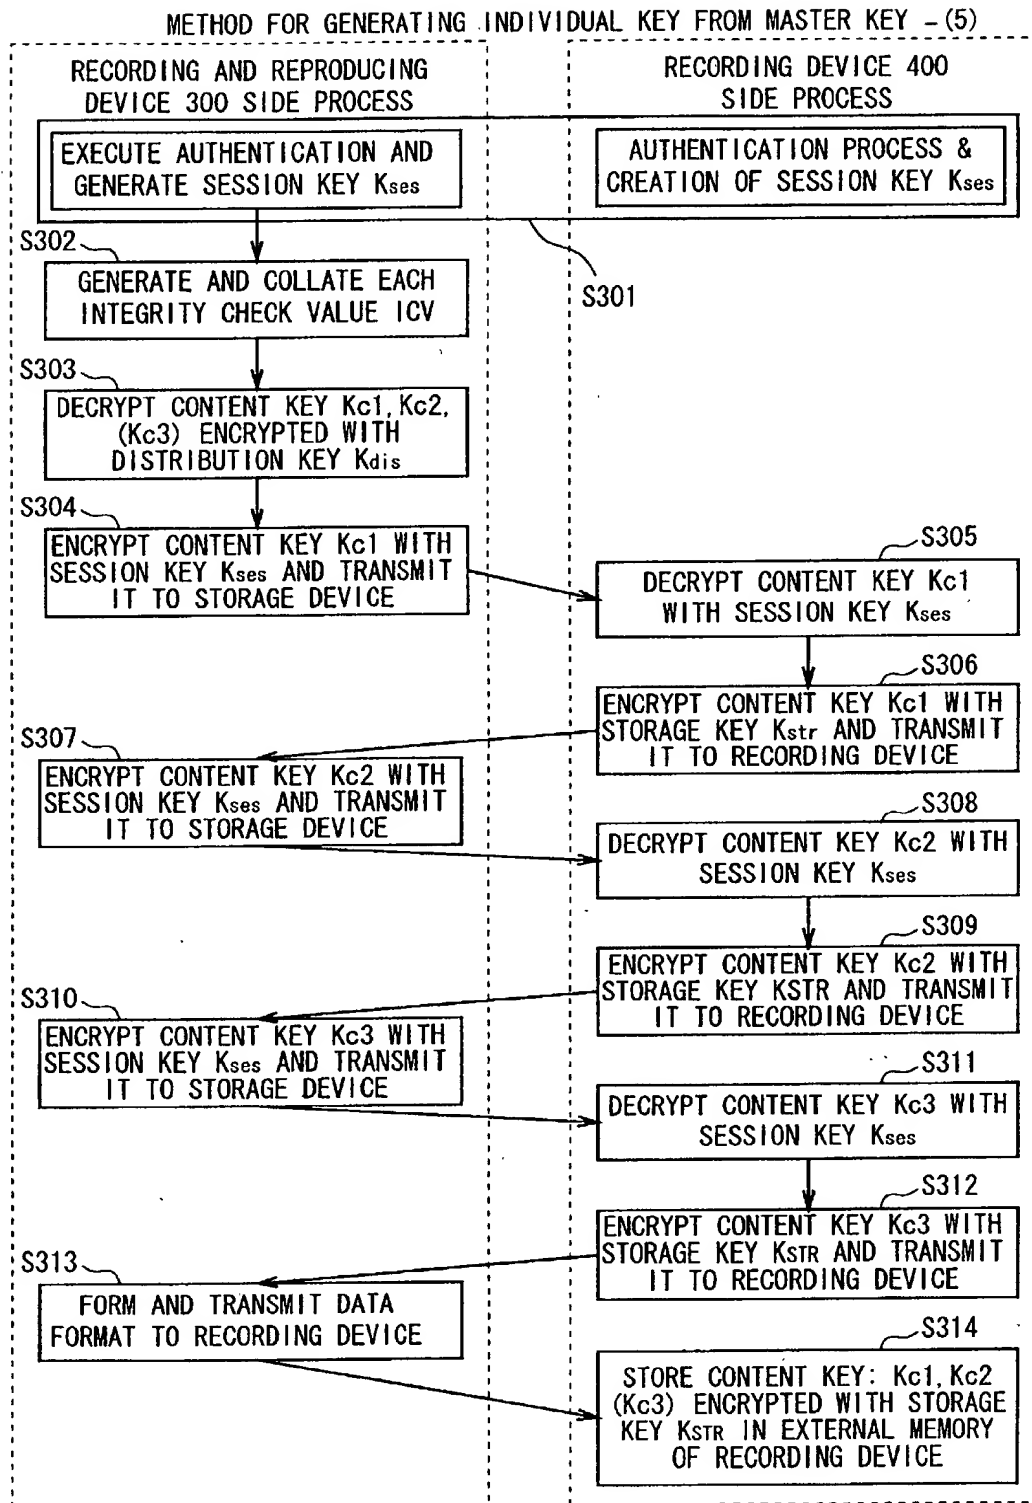 METHOD FOR GENERATING INDIVIDUAL KEY FROM MASTER KEY - (5)
RECORDING AND REPRODUCING
DEVICE 300 SIDE PROCESS
RECORDING DEVICE 400
SIDE PROCESS
EXECUTE AUTHENTICATION AND
GENERATE SESSION KEY Kses
AUTHENTICATION PROCESS &
CREATION OF SESSION KEY Kses
S301
S302
GENERATE AND COLLATE EACH
INTEGRITY CHECK VALUE ICV
S303
DECRYPT CONTENT KEY Kc1, Kc2,
(Kc3) ENCRYPTED WITH
DISTRIBUTION KEY Kdis
S304
ENCRYPT CONTENT KEY Kc1 WITH
SESSION KEY Kses AND TRANSMIT
IT TO STORAGE DEVICE
S305
DECRYPT CONTENT KEY Kc1
WITH SESSION KEY Kses
S306
ENCRYPT CONTENT KEY Kc1 WITH
STORAGE KEY Kstr AND TRANSMIT
IT TO RECORDING DEVICE
S307
ENCRYPT CONTENT KEY Kc2 WITH
SESSION KEY Kses AND TRANSMIT
IT TO STORAGE DEVICE
S308
DECRYPT CONTENT KEY Kc2 WITH
SESSION KEY Kses
S309
ENCRYPT CONTENT KEY Kc2 WITH
STORAGE KEY KSTR AND TRANSMIT
IT TO RECORDING DEVICE
S310
ENCRYPT CONTENT KEY Kc3 WITH
SESSION KEY Kses AND TRANSMIT
IT TO STORAGE DEVICE
S311
DECRYPT CONTENT KEY Kc3 WITH
SESSION KEY Kses
S312
ENCRYPT CONTENT KEY Kc3 WITH
STORAGE KEY KSTR AND TRANSMIT
IT TO RECORDING DEVICE
S313
FORM AND TRANSMIT DATA
FORMAT TO RECORDING DEVICE
S314
STORE CONTENT KEY: Kc1, Kc2
(Kc3) ENCRYPTED WITH STORAGE
KEY KSTR IN EXTERNAL MEMORY
OF RECORDING DEVICE